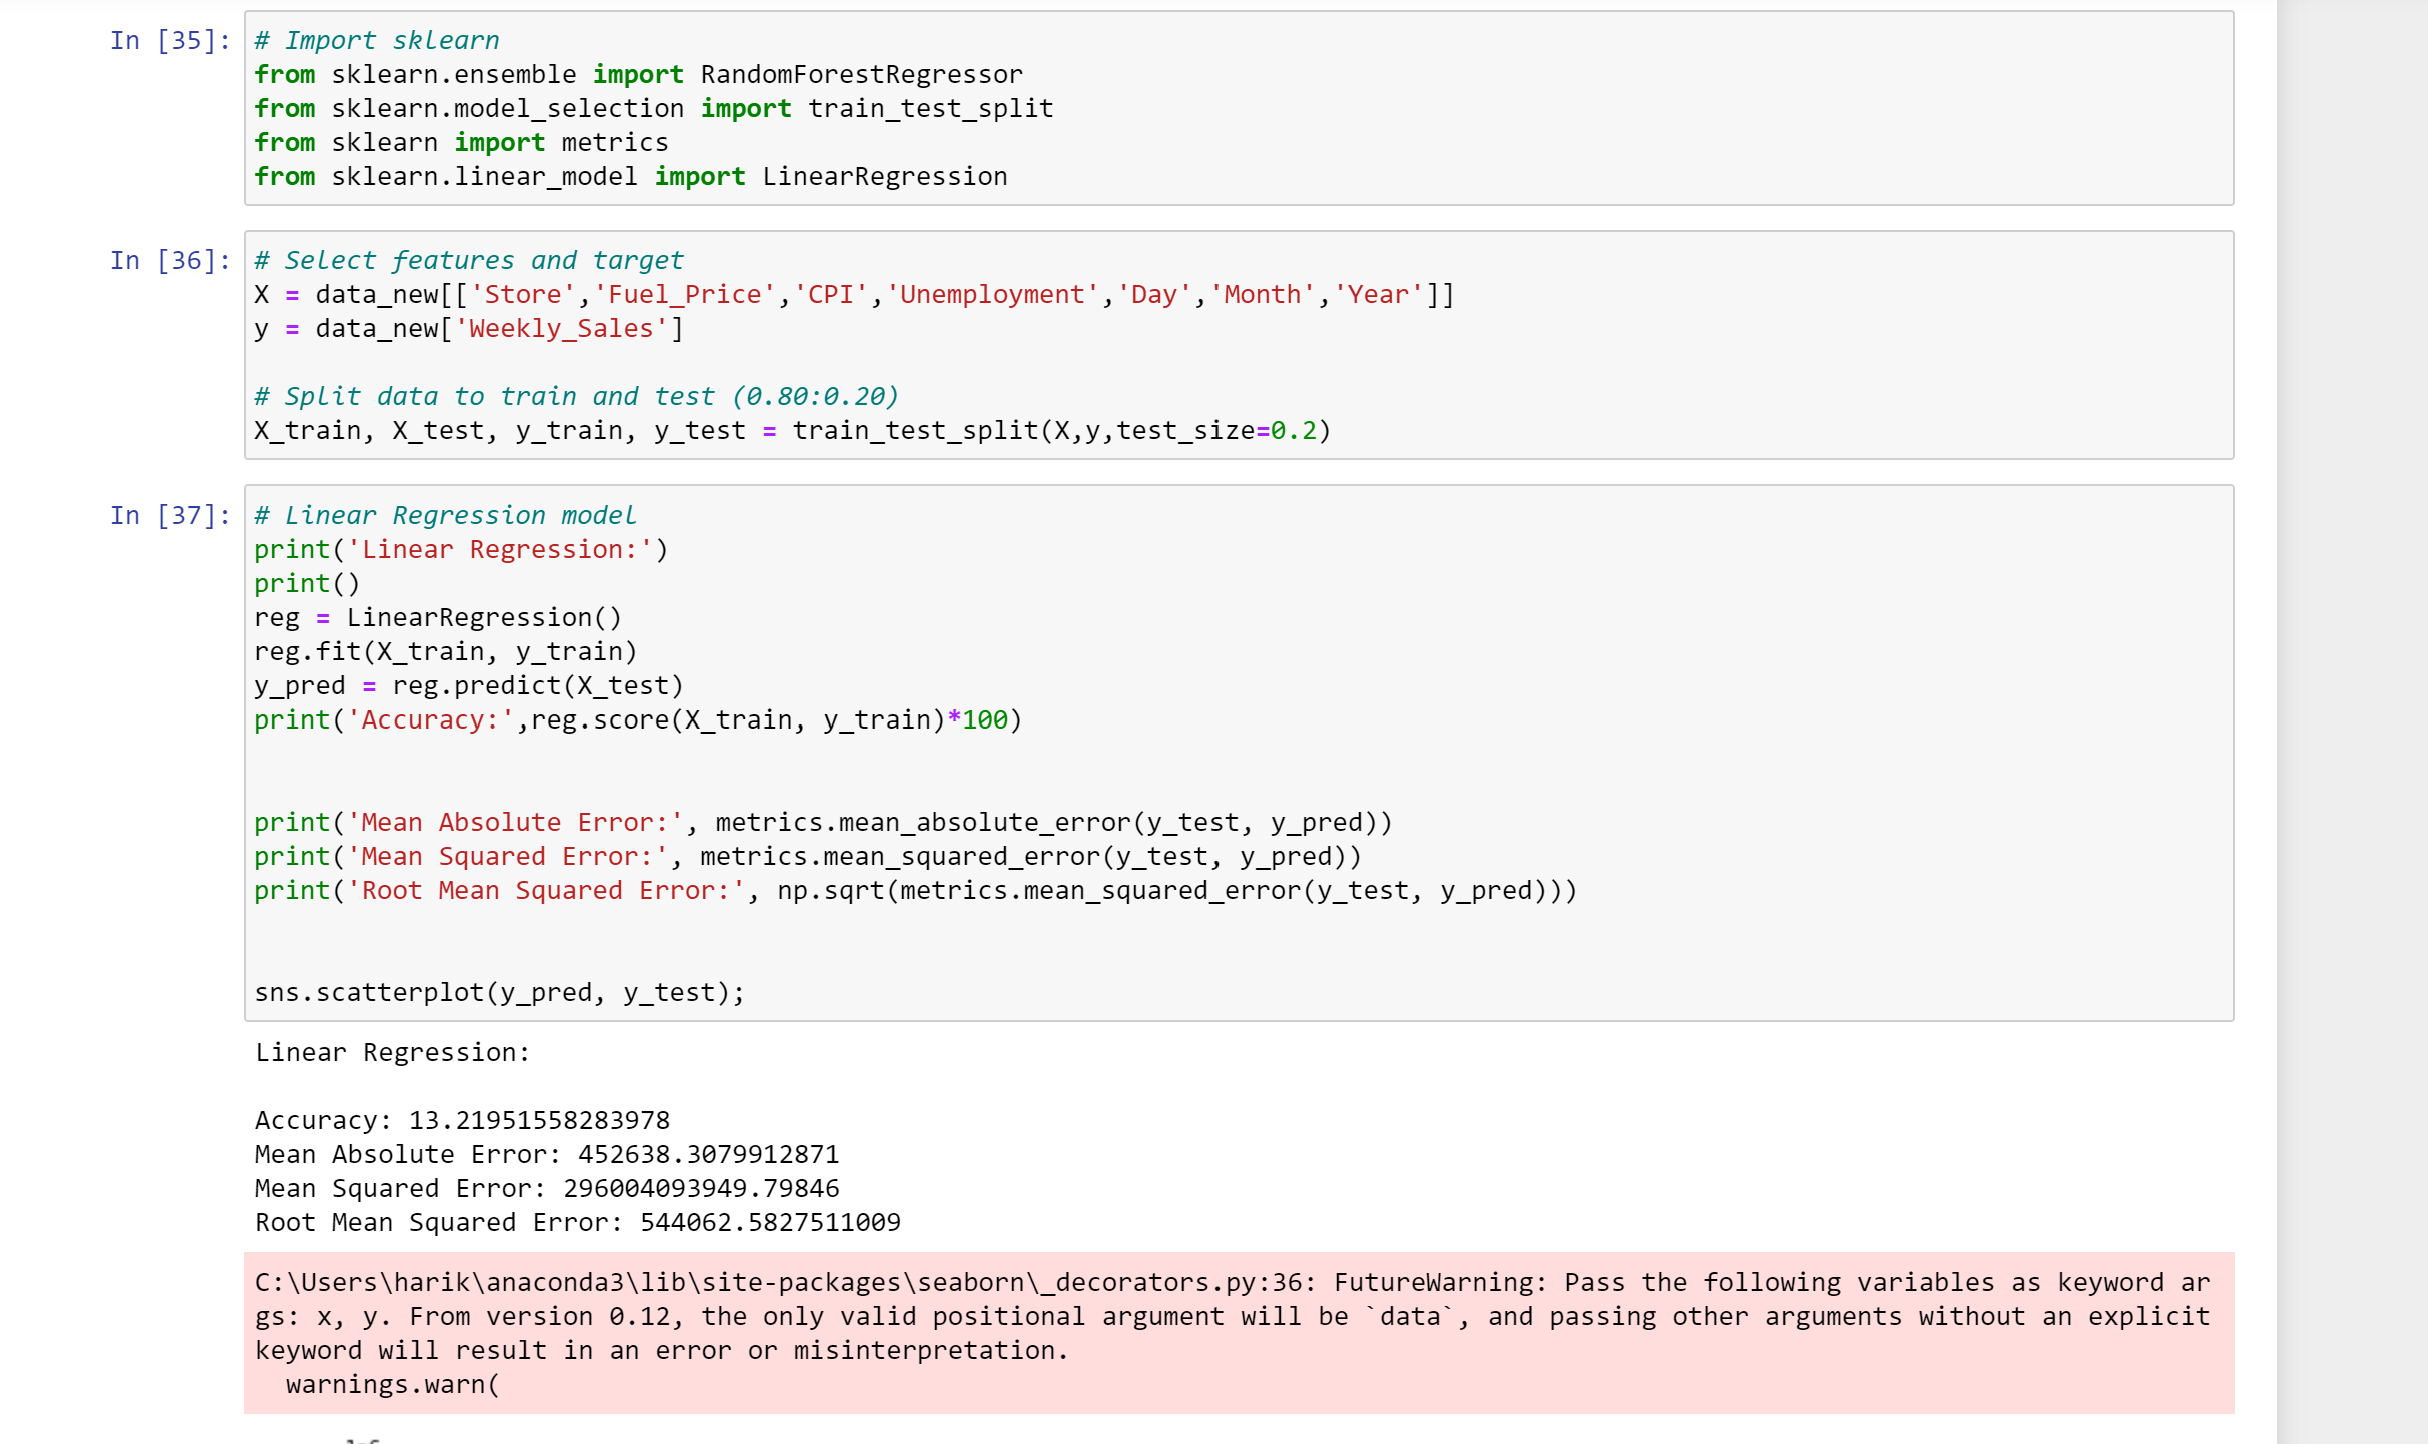 In [35]:
# Import sklearn
from sklearn.ensemble import RandomForestRegressor
from sklearn.model_selection import train_test_split
from sklearn import metrics
from sklearn.linear_model import LinearRegression
In [36]:
# Select features and target
X = data_new[['Store','Fuel_Price','CPI','Unemployment','Day','Month','Year']]
y = data_new['Weekly_Sales']
# Split data to train and test (0.80:0.20)
X_train, X_test, y_train, y_test = train_test_split(X,y,test_size=0.2)
In [37]:
# Linear Regression model
print('Linear Regression:')
print()
reg = LinearRegression()
reg.fit(X_train, y_train)
y_pred = reg.predict(X_test)
print('Accuracy:',reg.score(X_train, y_train)*100)
print('Mean Absolute Error:', metrics.mean_absolute_error(y_test, y_pred))
print('Mean Squared Error:', metrics.mean_squared_error(y_test, y_pred))
print('Root Mean Squared Error:', np.sqrt(metrics.mean_squared_error(y_test, y_pred)))
sns.scatterplot(y_pred, y_test);
Linear Regression:
Accuracy: 13.21951558283978
Mean Absolute Error: 452638.3079912871
Mean Squared Error: 296004093949.79846
Root Mean Squared Error: 544062.5827511009
C:\Users\harik\anaconda3\lib\site-packages\seaborn\_decorators.py:36: FutureWarning: Pass the following variables as keyword ar
gs: x, y. From version 0.12, the only valid positional argument will be `data`, and passing other arguments without an explicit
keyword will result in an error or misinterpretation.
warnings.warn(